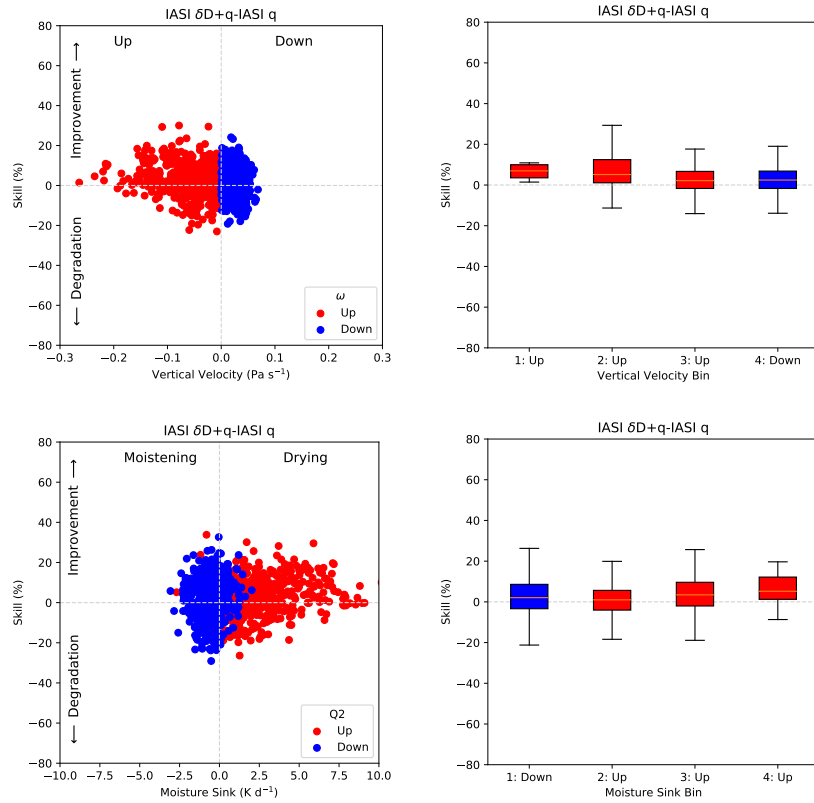 IASI δD+q-IASI q
80
60
40
20
0
−20
−40
−60
−80
Skill (%)
Improvement
Degradation
Up
Down
ω
Up
Down
−0.3
−0.2
−0.1
0.0
0.1
0.2
0.3
Vertical Velocity (Pa s⁻¹)
IASI δD+q-IASI q
80
60
40
20
0
−20
−40
−60
−80
Skill (%)
1: Up
2: Up
3: Up
4: Down
Vertical Velocity Bin
IASI δD+q-IASI q
80
60
40
20
0
−20
−40
−60
−80
Skill (%)
Improvement
Degradation
Moistening
Drying
Q2
Up
Down
−10.0
−7.5
−5.0
−2.5
0.0
2.5
5.0
7.5
10.0
Moisture Sink (K d⁻¹)
IASI δD+q-IASI q
80
60
40
20
0
−20
−40
−60
−80
Skill (%)
1: Down
2: Up
3: Up
4: Up
Moisture Sink Bin